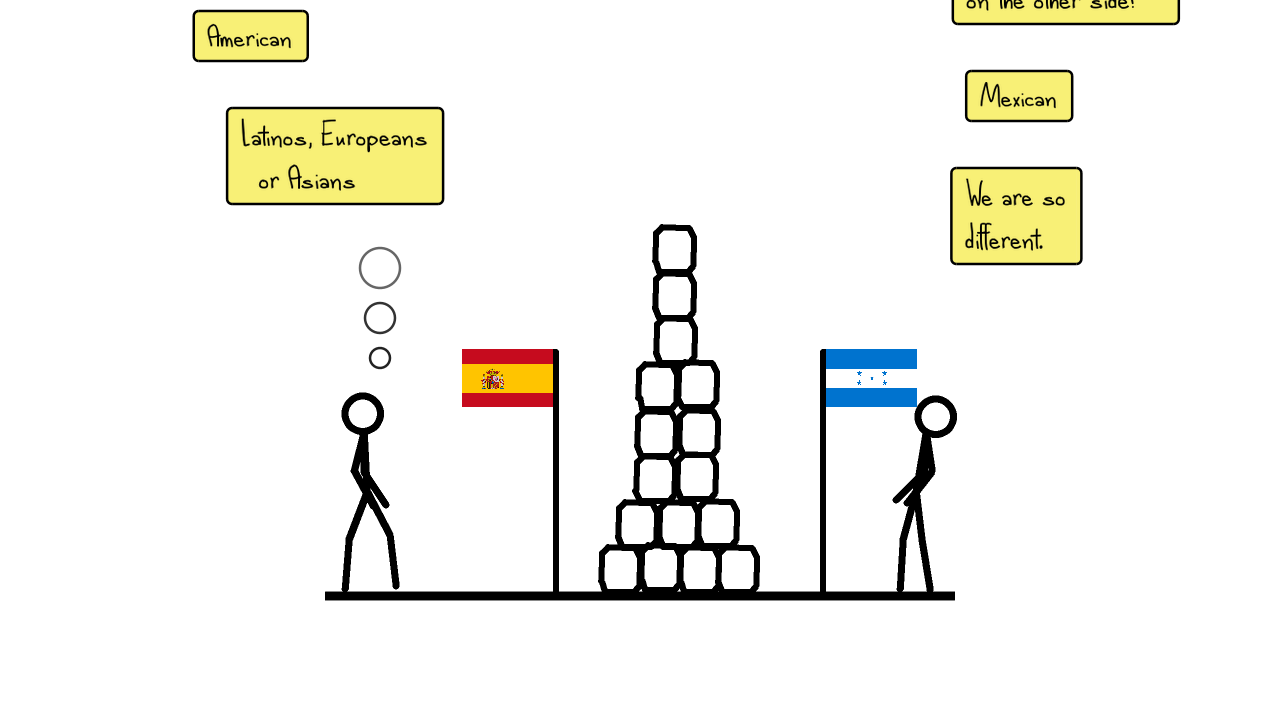 American
Latinos, Europeans
or Asians
on the other side!
Mexican
We are so
different.